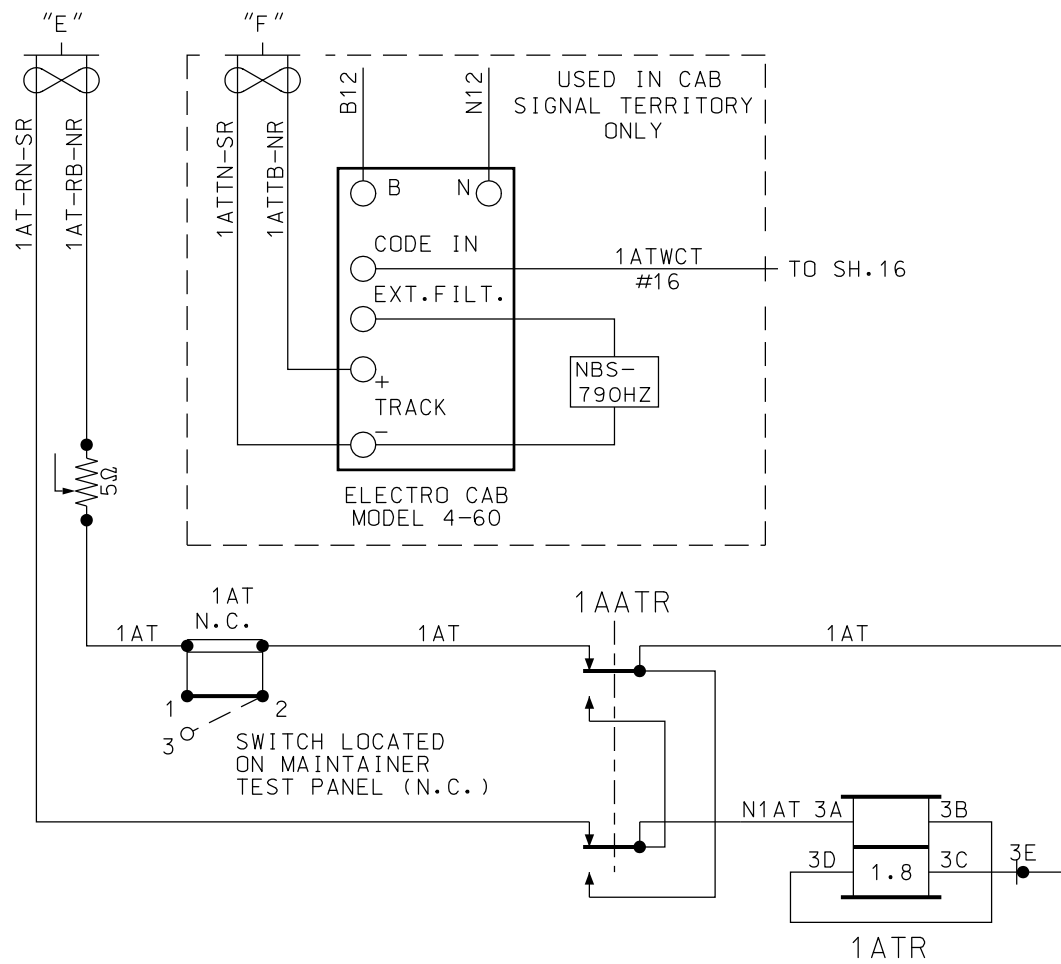 "E"
"F"
USED IN CAB
SIGNAL TERRITORY
ONLY
1AT-RN-SR
1AT-RB-NR
1ATTN-SR
1ATTB-NR
B12
N12
B
N
CODE IN
1ATWCT
#16
TO SH.16
EXT.FILT.
NBS-
790HZ
+
TRACK
-
5Ω
ELECTRO CAB
MODEL 4-60
1AT
N.C.
1AT
1AT
1AATR
1AT
1
2
3
SWITCH LOCATED
ON MAINTAINER
TEST PANEL (N.C.)
N1AT 3A
3B
3D
1.8
3C
3E
1ATR